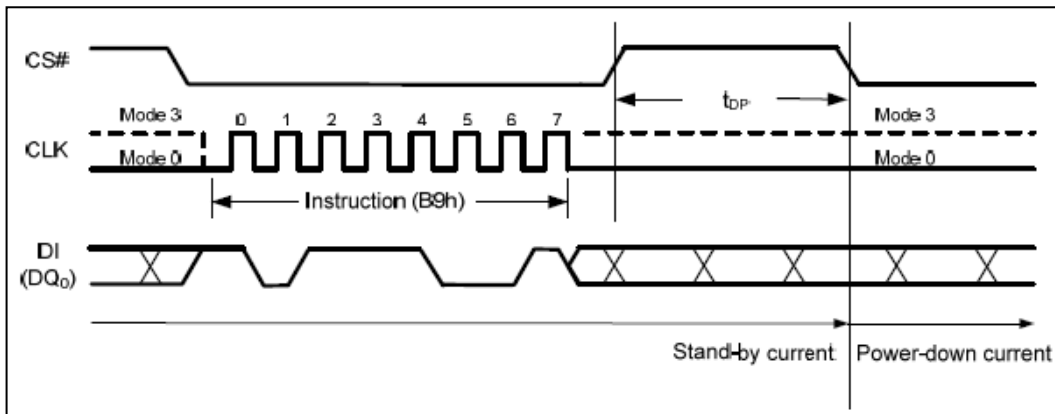 CS#
tDP
Mode 3
0 1 2 3 4 5 6 7
Mode 3
CLK
Mode 0
Mode 0
Instruction (B9h)
DI
(DQ0)
Stand-by current
Power-down current